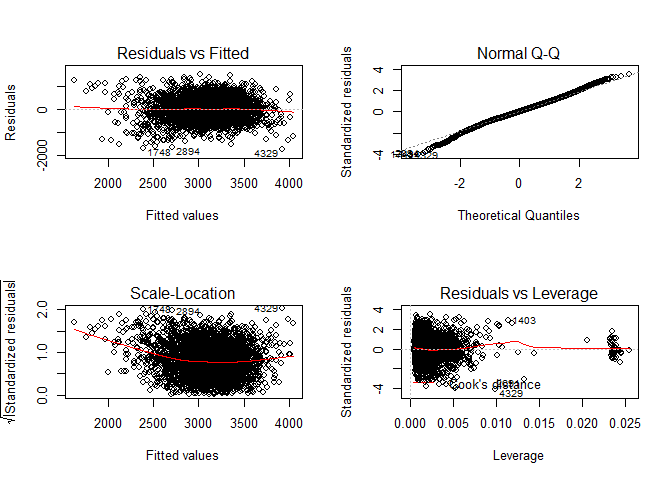 Residuals vs Fitted
Residuals
0
-2000
1748
2894
4329
2000 2500 3000 3500 4000
Fitted values
Normal Q-Q
Standardized residuals
4
0
-4
-2 0 2
Theoretical Quantiles
Scale-Location
√|Standardized residuals|
2.0
1.0
0.0
1748
2894
4329
2000 2500 3000 3500 4000
Fitted values
Residuals vs Leverage
Standardized residuals
4
2
0
-4
1403
Cook's distance
4329
0.000 0.005 0.010 0.015 0.020 0.025
Leverage